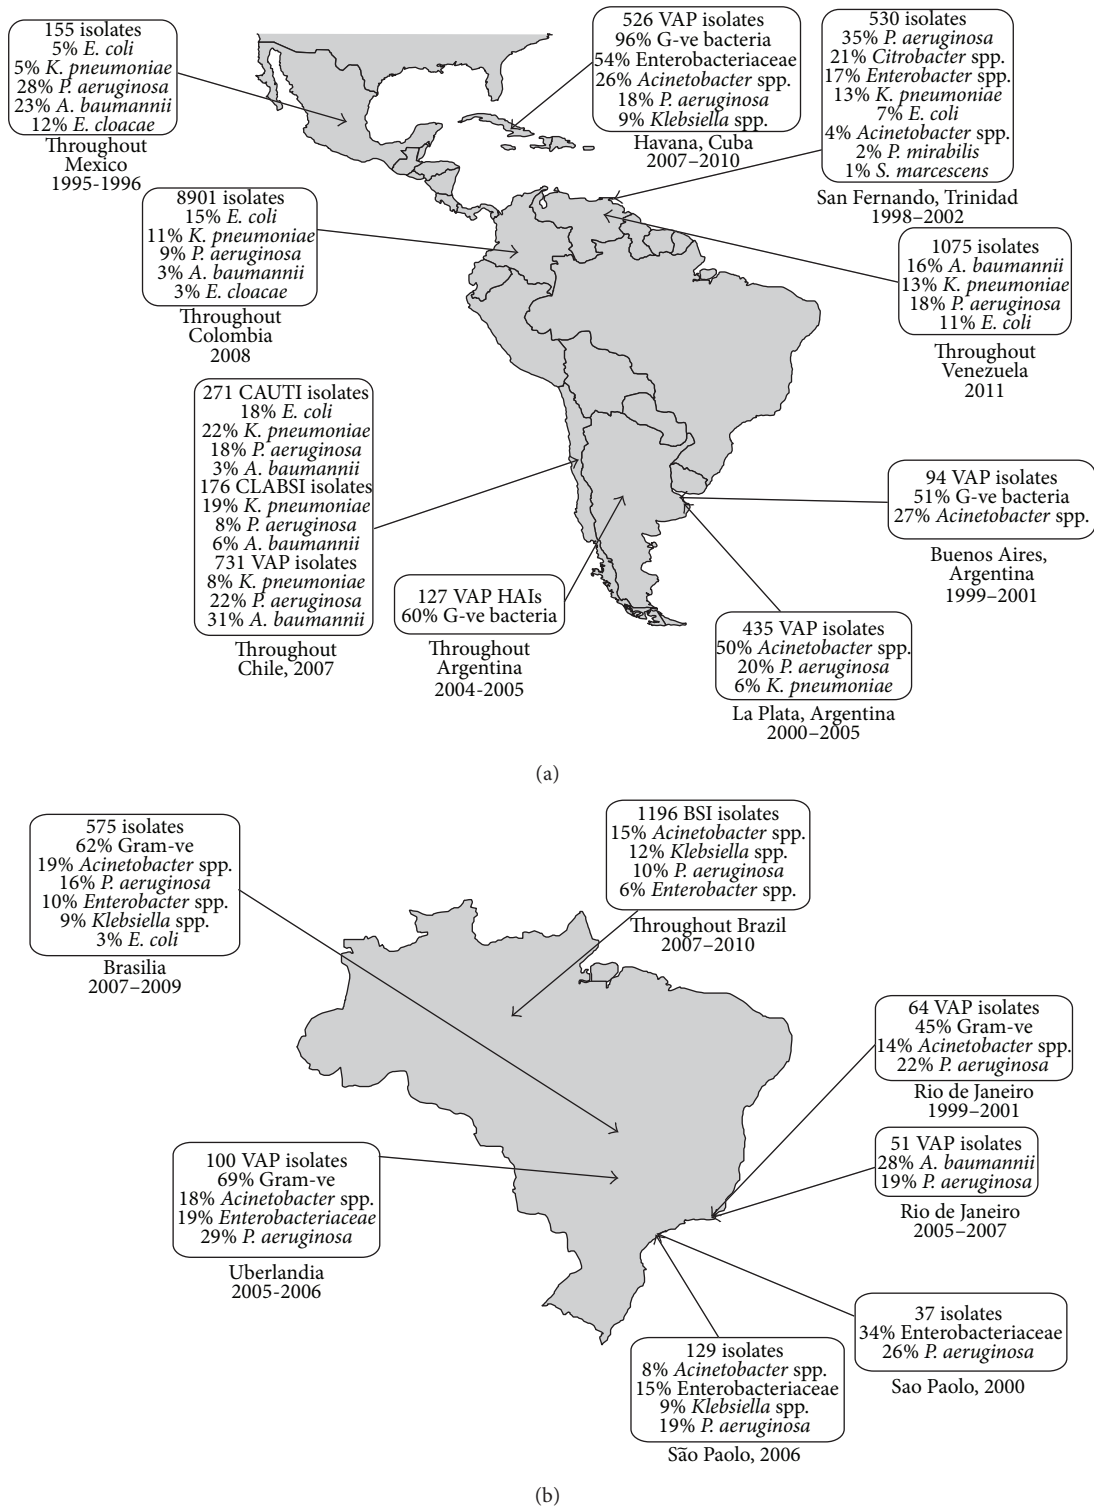 155 isolates
5% E. coli
5% K. pneumoniae
28% P. aeruginosa
23% A. baumannii
12% E. cloacae
Throughout
Mexico
1995-1996
526 VAP isolates
96% G-ve bacteria
54% Enterobacteriaceae
26% Acinetobacter spp.
18% P. aeruginosa
9% Klebsiella spp.
Havana, Cuba
2007–2010
530 isolates
35% P. aeruginosa
21% Citrobacter spp.
17% Enterobacter spp.
13% K. pneumoniae
7% E. coli
4% Acinetobacter spp.
2% P. mirabilis
1% S. marcescens
San Fernando, Trinidad
1998–2002
8901 isolates
15% E. coli
11% K. pneumoniae
9% P. aeruginosa
3% A. baumannii
3% E. cloacae
Throughout
Colombia
2008
1075 isolates
16% A. baumannii
13% K. pneumoniae
18% P. aeruginosa
11% E. coli
Throughout
Venezuela
2011
271 CAUTI isolates
18% E. coli
22% K. pneumoniae
18% P. aeruginosa
3% A. baumannii
176 CLABSI isolates
19% K. pneumoniae
8% P. aeruginosa
6% A. baumannii
731 VAP isolates
8% K. pneumoniae
22% P. aeruginosa
31% A. baumannii
Throughout
Chile, 2007
127 VAP HAIs
60% G-ve bacteria
Throughout
Argentina
2004-2005
94 VAP isolates
51% G-ve bacteria
27% Acinetobacter spp.
Buenos Aires,
Argentina
1999–2001
435 VAP isolates
50% Acinetobacter spp.
20% P. aeruginosa
6% K. pneumoniae
La Plata, Argentina
2000–2005
(a)
575 isolates
62% Gram-ve
19% Acinetobacter spp.
16% P. aeruginosa
10% Enterobacter spp.
9% Klebsiella spp.
3% E. coli
Brasilia
2007–2009
1196 BSI isolates
15% Acinetobacter spp.
12% Klebsiella spp.
10% P. aeruginosa
6% Enterobacter spp.
Throughout Brazil
2007–2010
64 VAP isolates
45% Gram-ve
14% Acinetobacter spp.
22% P. aeruginosa
Rio de Janeiro
1999–2001
51 VAP isolates
28% A. baumannii
19% P. aeruginosa
Rio de Janeiro
2005–2007
100 VAP isolates
69% Gram-ve
18% Acinetobacter spp.
19% Enterobacteriaceae
29% P. aeruginosa
Uberlandia
2005-2006
37 isolates
34% Enterobacteriaceae
26% P. aeruginosa
Sao Paolo, 2000
129 isolates
8% Acinetobacter spp.
15% Enterobacteriaceae
9% Klebsiella spp.
19% P. aeruginosa
São Paolo, 2006
(b)